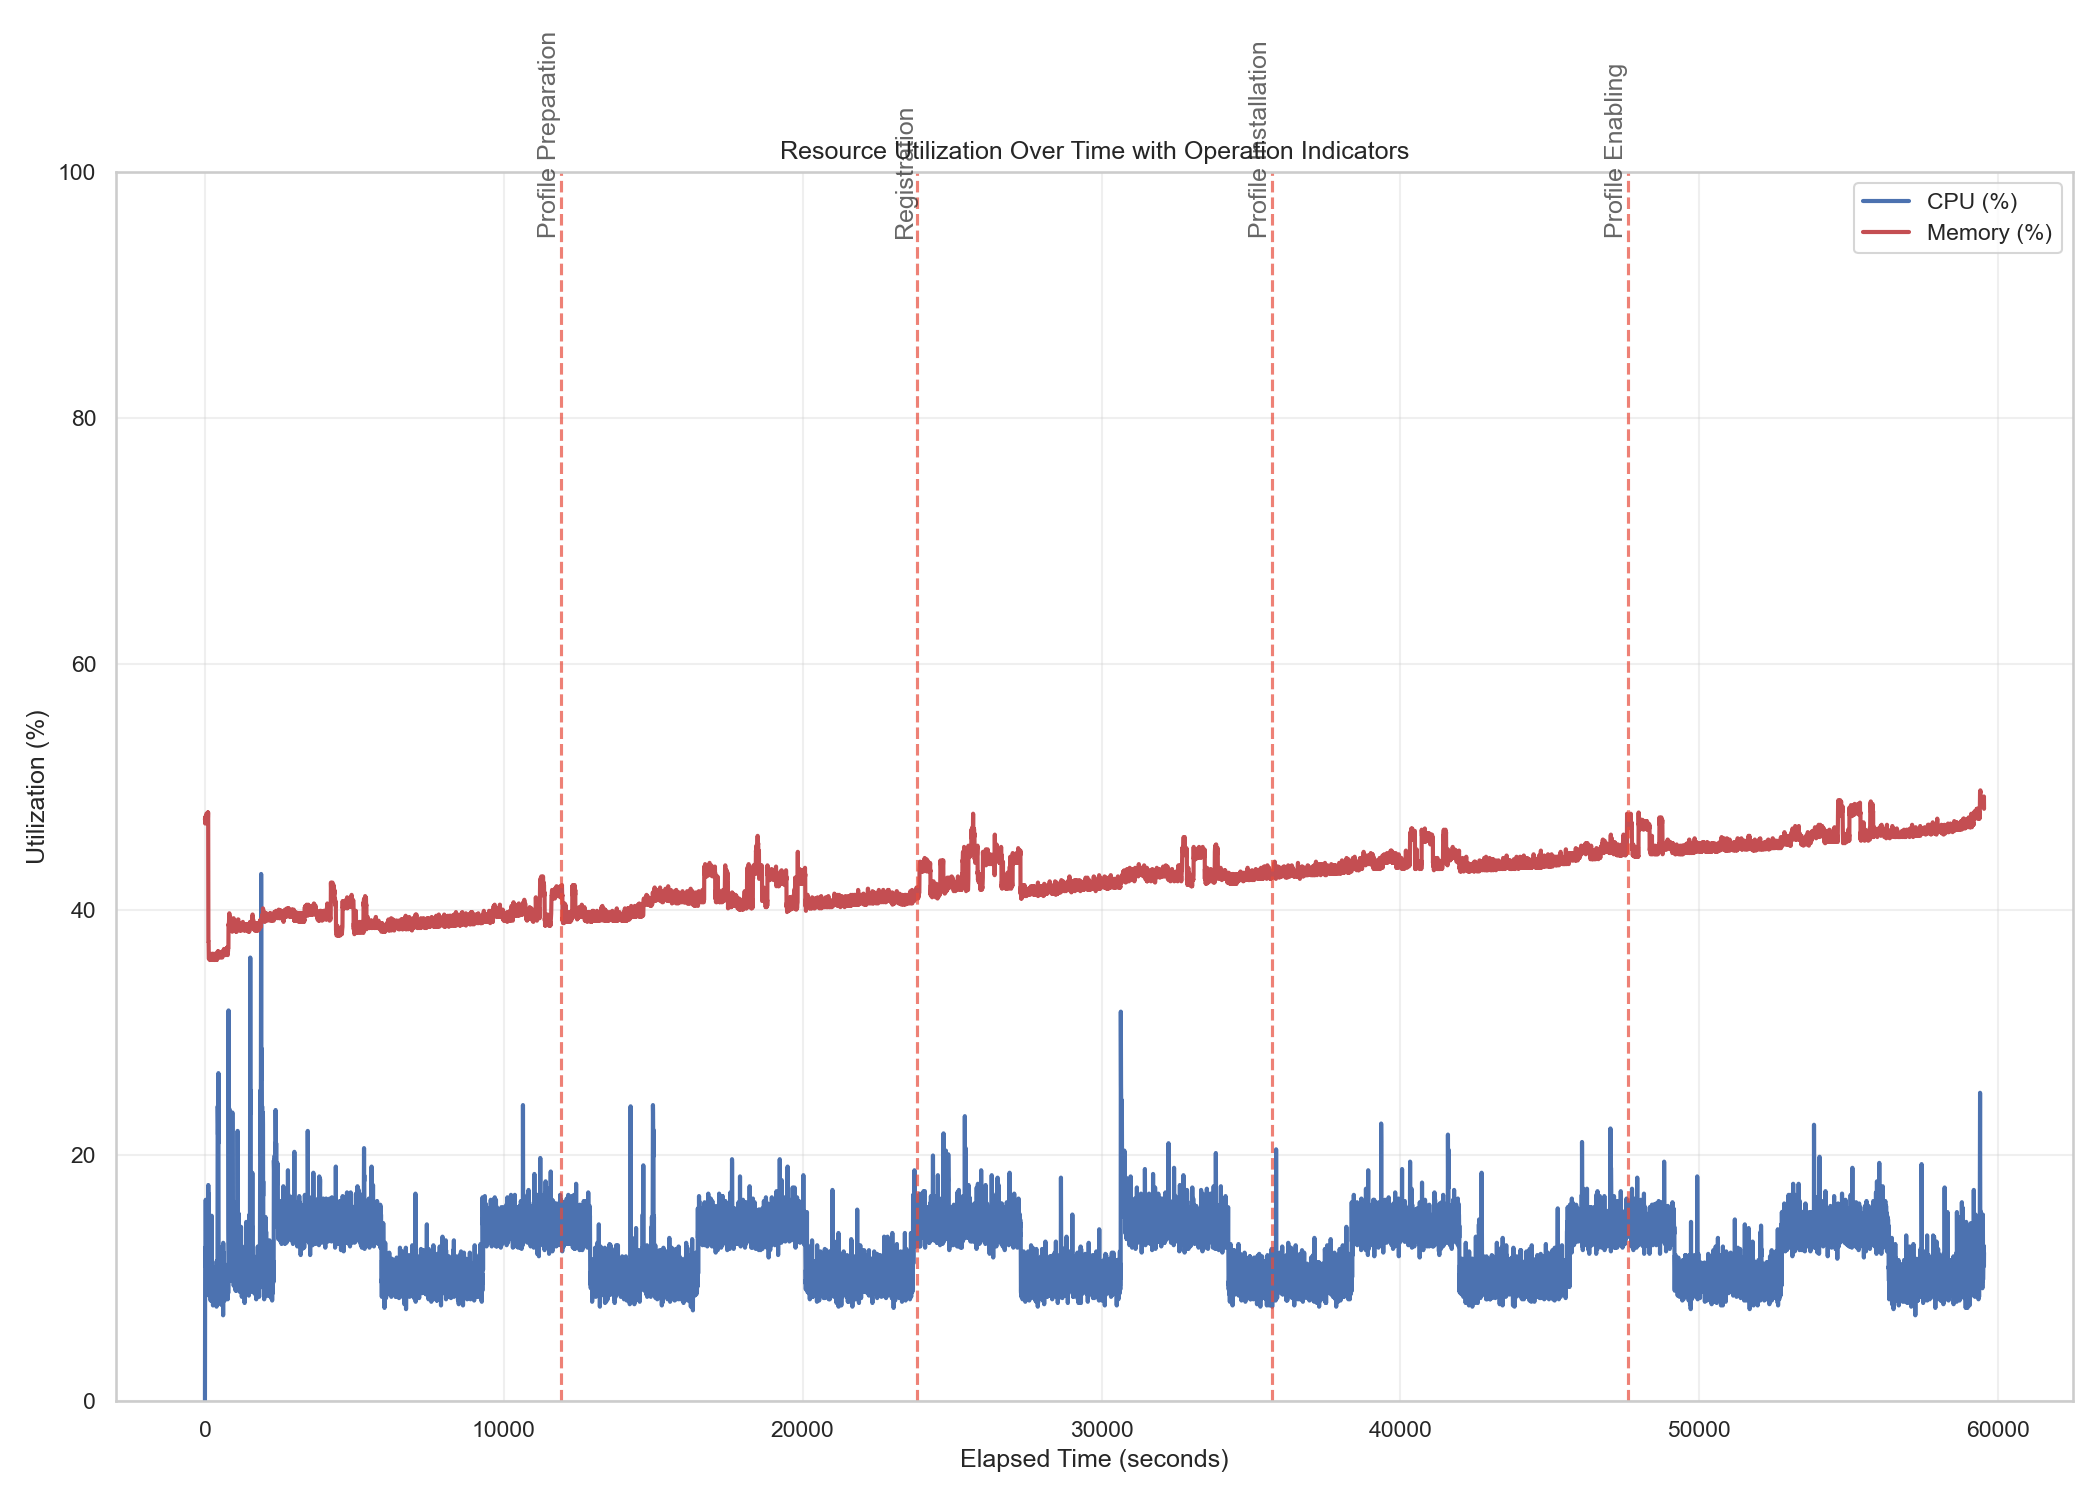 Profile Preparation
Registration
Profile Installation
Profile Enabling
Resource Utilization Over Time with Operation Indicators
CPU (%)
Memory (%)
Utilization (%)
100
80
60
40
20
0
0 10000 20000 30000 40000 50000 60000
Elapsed Time (seconds)